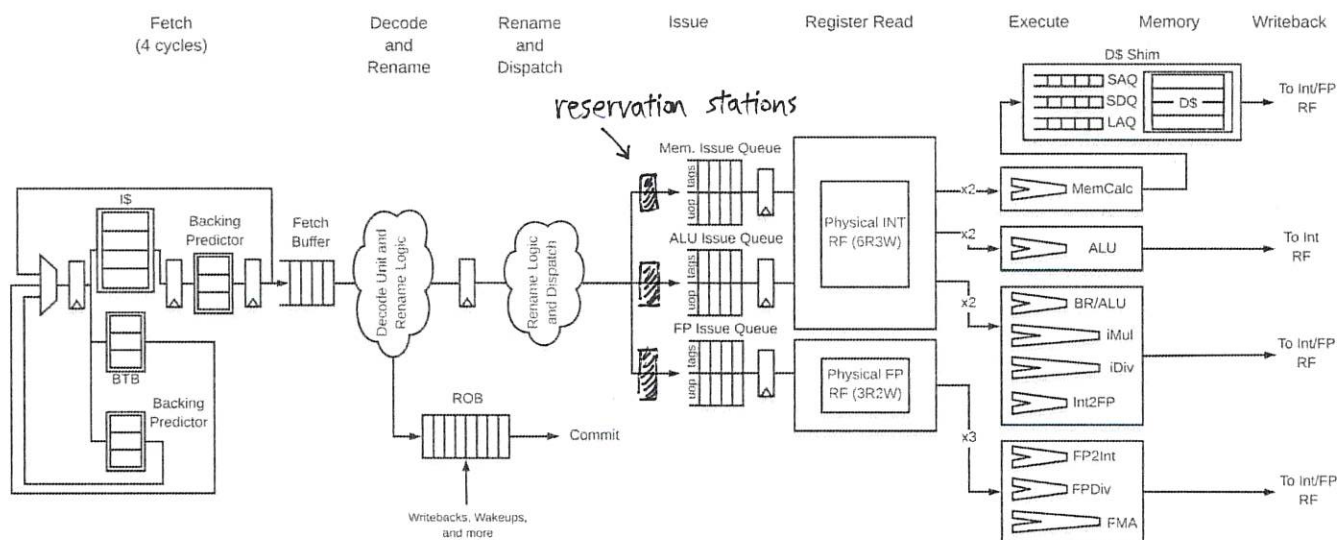 Fetch
(4 cycles)
Decode
and
Rename
Rename
and
Dispatch
Issue
Register Read
Execute
Memory
Writeback
reservation stations
D$ Shim
SAQ
SDQ
LAQ
D$
To Int/FP
RF
Mem. Issue Queue
uop
tags
MemCalc
x2
Physical INT
RF (6R3W)
x2
ALU
To Int
RF
I$
Backing
Predictor
Fetch
Buffer
Decode Unit and
Rename Logic
Rename Logic
and Dispatch
ALU Issue Queue
uop
tags
x2
BR/ALU
iMul
iDiv
Int2FP
To Int/FP
RF
BTB
Backing
Predictor
FP Issue Queue
uop
tags
Physical FP
RF (3R2W)
x3
ROB
Commit
Writebacks, Wakeups,
and more
FP2Int
FPDiv
FMA
To Int/FP
RF